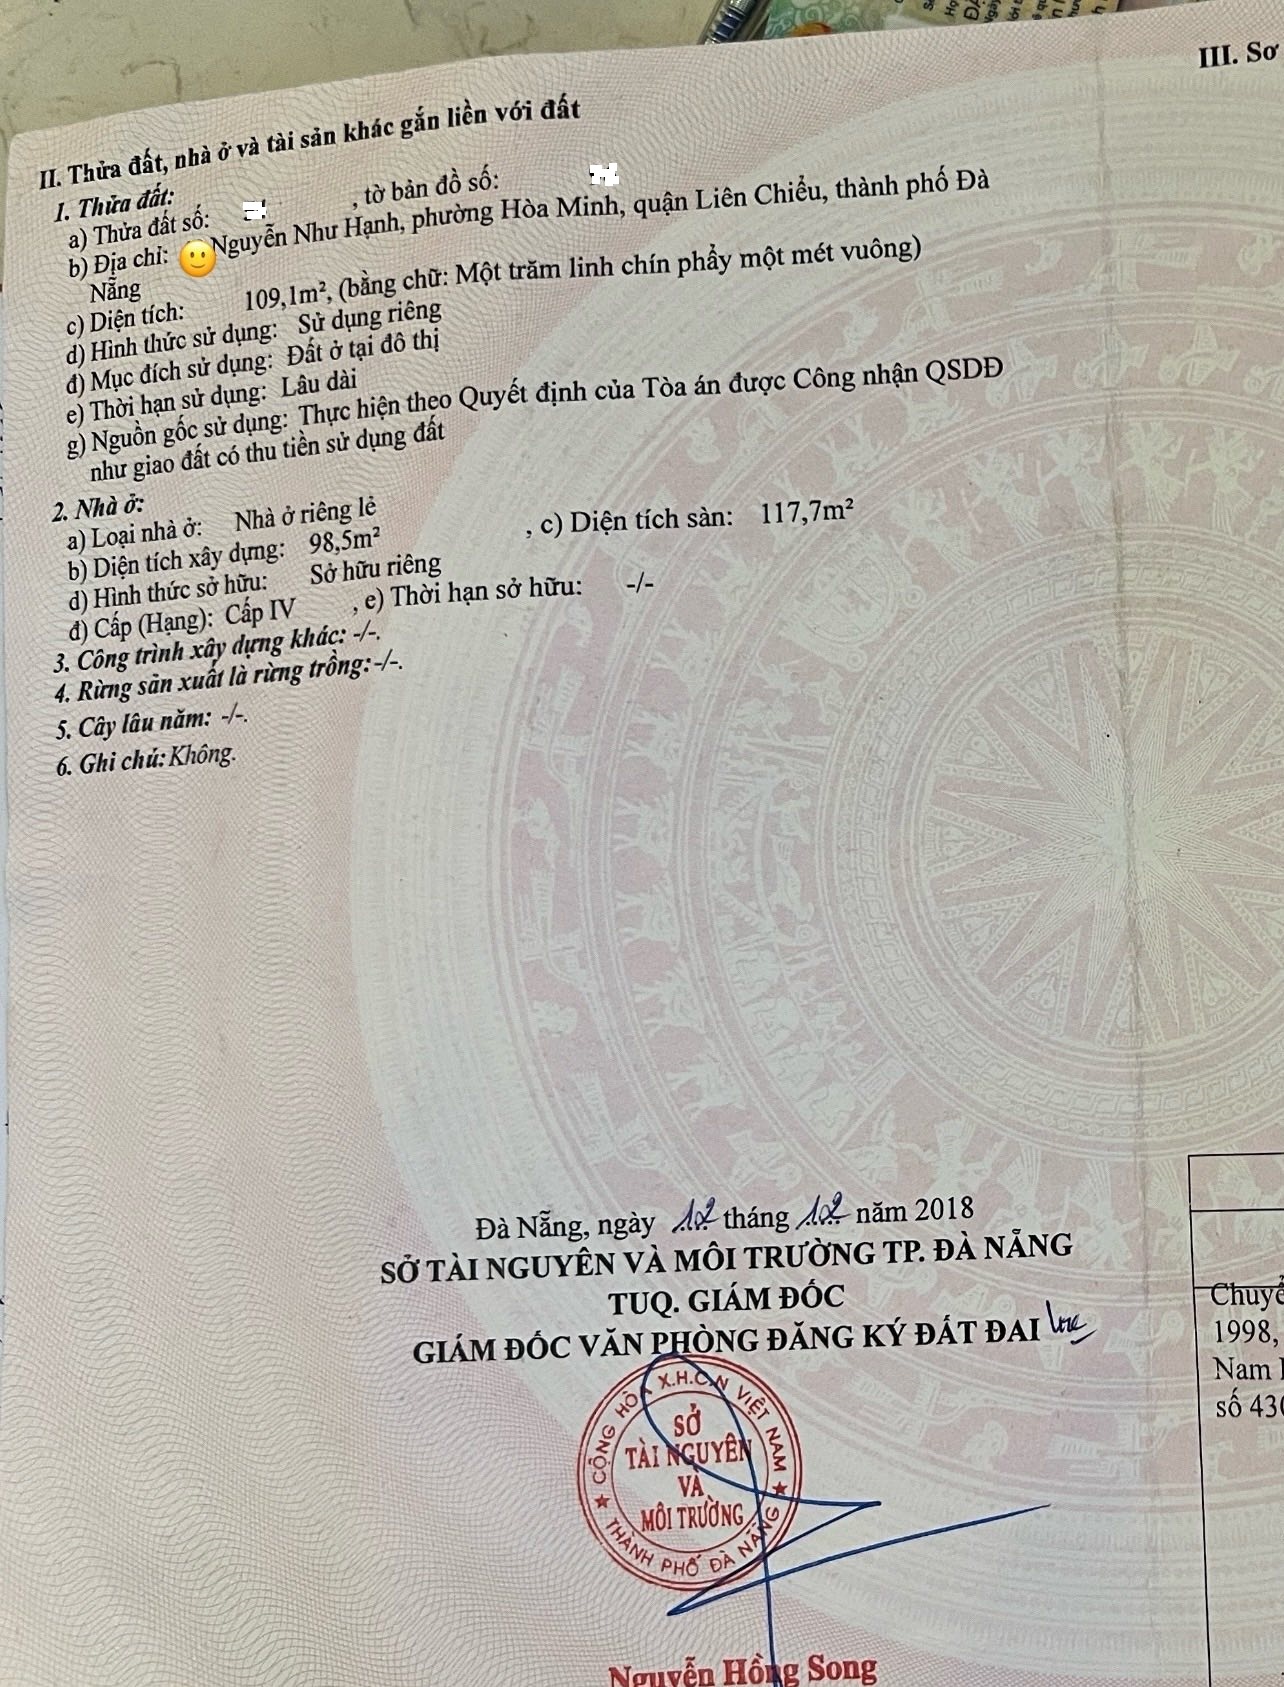 III. Sơ
II. Thửa đất, nhà ở và tài sản khác gắn liền với đất
1. Thửa đất:
a) Thửa đất số: , tờ bản đồ số:
b) Địa chỉ: Nguyễn Như Hạnh, phường Hòa Minh, quận Liên Chiểu, thành phố Đà
Nẵng
c) Diện tích: 109,1m², (bằng chữ: Một trăm linh chín phẩy một mét vuông)
d) Hình thức sử dụng: Sử dụng riêng
đ) Mục đích sử dụng: Đất ở tại đô thị
e) Thời hạn sử dụng: Lâu dài
g) Nguồn gốc sử dụng: Thực hiện theo Quyết định của Tòa án được Công nhận QSDĐ
như giao đất có thu tiền sử dụng đất
2. Nhà ở:
a) Loại nhà ở: Nhà ở riêng lẻ
b) Diện tích xây dựng: 98,5m² , c) Diện tích sàn: 117,7m²
d) Hình thức sở hữu: Sở hữu riêng
đ) Cấp (Hạng): Cấp IV , e) Thời hạn sở hữu: -/-
3. Công trình xây dựng khác: -/-.
4. Rừng sản xuất là rừng trồng: -/-.
5. Cây lâu năm: -/-.
6. Ghi chú: Không.
Đà Nẵng, ngày 12 tháng 12 năm 2018
SỞ TÀI NGUYÊN VÀ MÔI TRƯỜNG TP. ĐÀ NẴNG
TUQ. GIÁM ĐỐC
GIÁM ĐỐC VĂN PHÒNG ĐĂNG KÝ ĐẤT ĐAI
CỘNG HÒA X.H.C.N VIỆT NAM
SỞ
TÀI NGUYÊN
VÀ
MÔI TRƯỜNG
THÀNH PHỐ ĐÀ NẴNG
Nguyễn Hồng Song
Chuyể
1998,
Nam
số 430